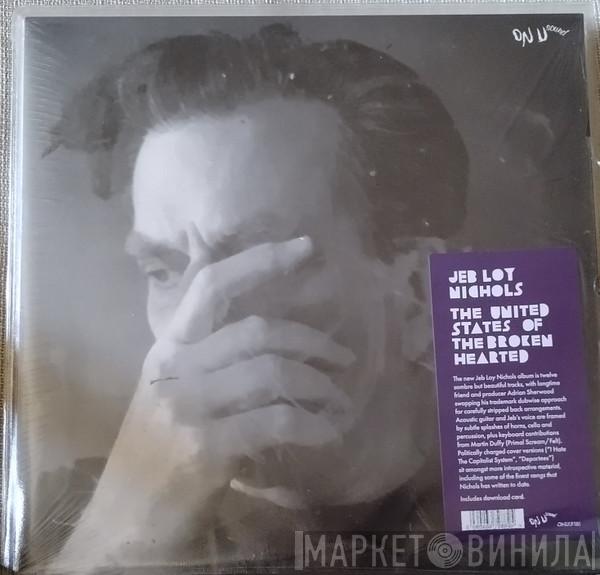 ON U Sound
JEB LOY
NICHOLS
THE UNITED
STATES OF
THE BROKEN
HEARTED
The new Jeb Loy Nichols album is twelve
sombre but beautiful tracks, with longtime
friend and producer Adrian Sherwood
swapping his trademark dubwise approach
for carefully stripped back arrangements.
Acoustic guitar and Jeb's voice are framed
by subtle splashes of horns, cello and
percussion, plus keyboard contributions
from Martin Duffy (Primal Scream/Felt).
Politically charged cover versions ("I Hate
The Capitalist System", "Deportees")
sit amongst more introspective material,
including some of the finest songs that
Nichols has written to date.
Includes download card.
ON U Sound
МАРКЕТ ВИНИЛА